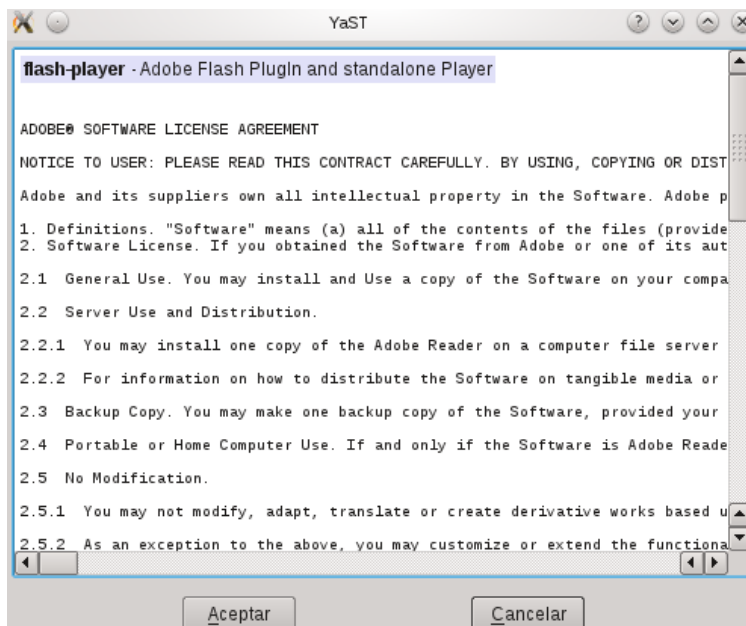 YaST
flash-player - Adobe Flash PlugIn and standalone Player
ADOBE® SOFTWARE LICENSE AGREEMENT
NOTICE TO USER: PLEASE READ THIS CONTRACT CAREFULLY. BY USING, COPYING OR DIST
Adobe and its suppliers own all intellectual property in the Software. Adobe p
1. Definitions. "Software" means (a) all of the contents of the files (provide
2. Software License. If you obtained the Software from Adobe or one of its aut
2.1 General Use. You may install and Use a copy of the Software on your compa
2.2 Server Use and Distribution.
2.2.1 You may install one copy of the Adobe Reader on a computer file server
2.2.2 For information on how to distribute the Software on tangible media or
2.3 Backup Copy. You may make one backup copy of the Software, provided your
2.4 Portable or Home Computer Use. If and only if the Software is Adobe Reade
2.5 No Modification.
2.5.1 You may not modify, adapt, translate or create derivative works based u
2.5.2 As an exception to the above, you may customize or extend the functiona
Aceptar Cancelar